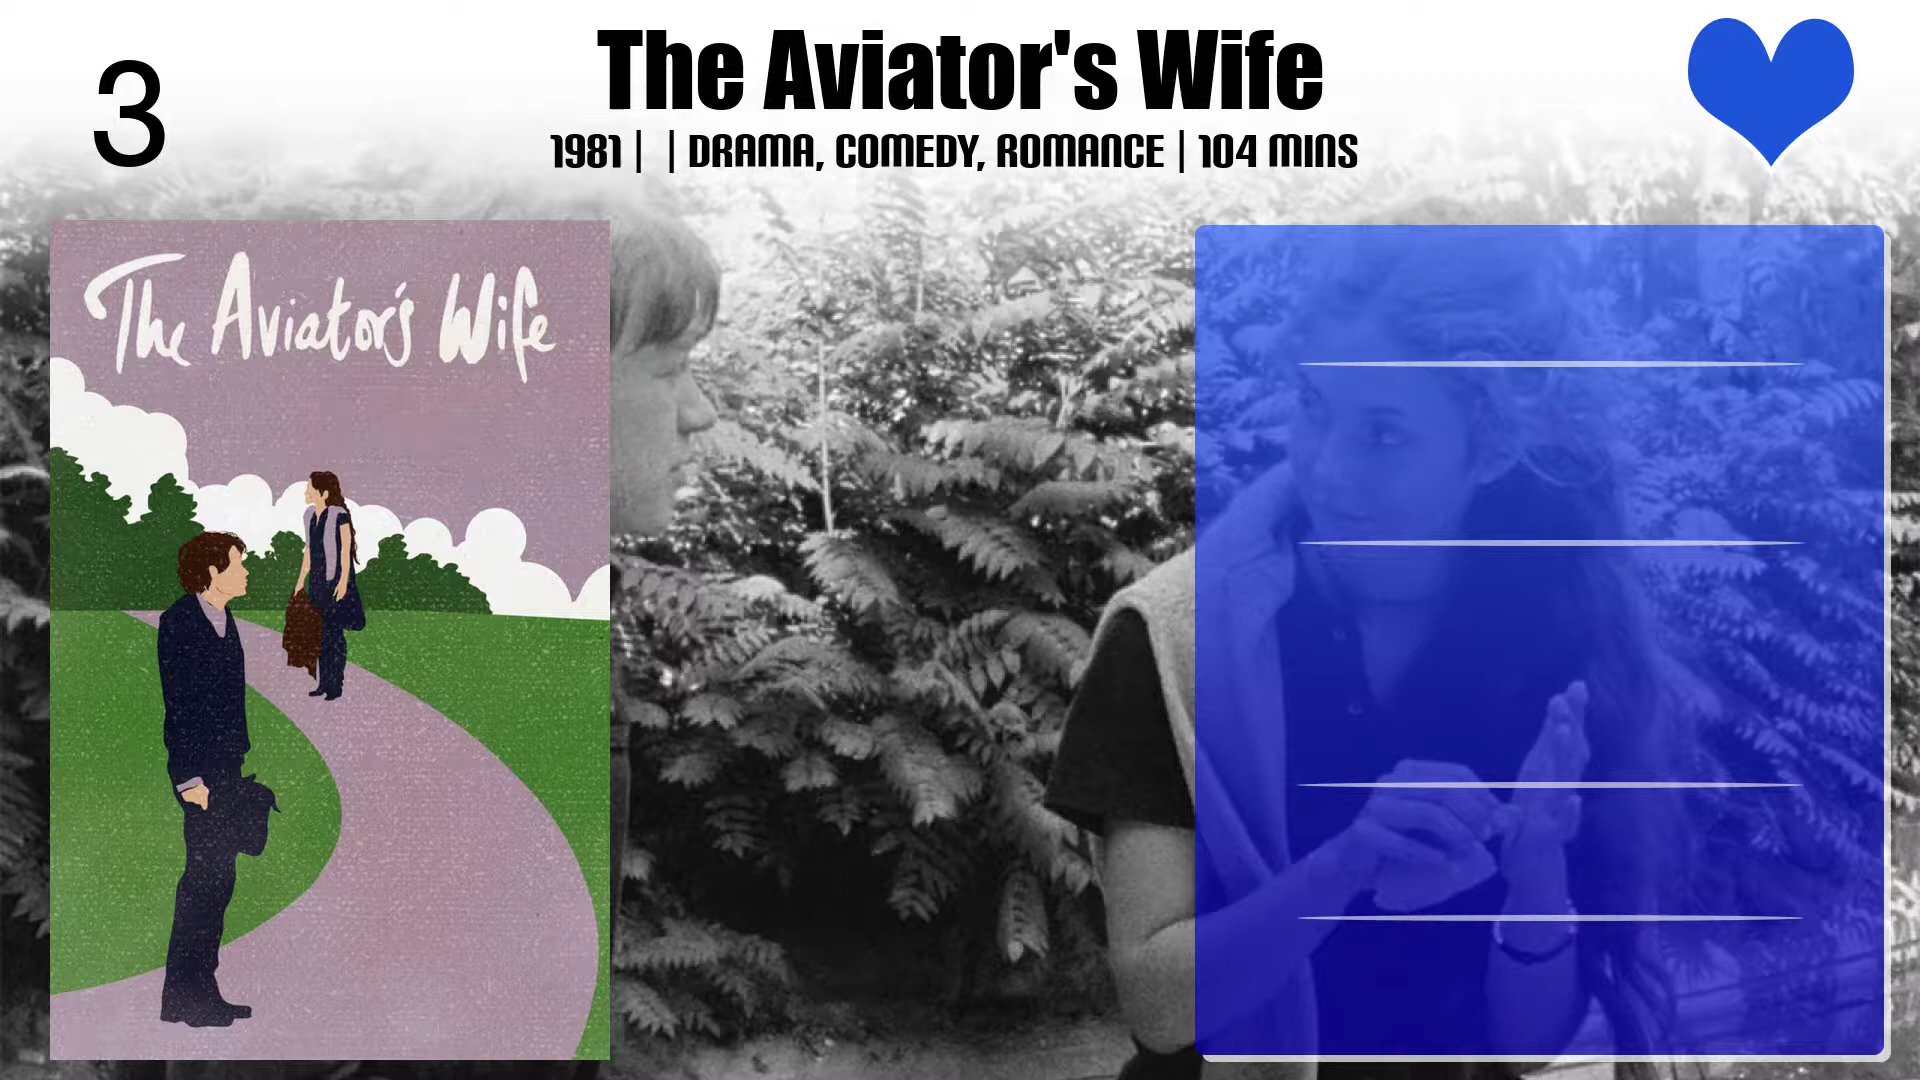 3
The Aviator's Wife
1981 | | DRAMA, COMEDY, ROMANCE | 104 MINS
The Aviator's Wife